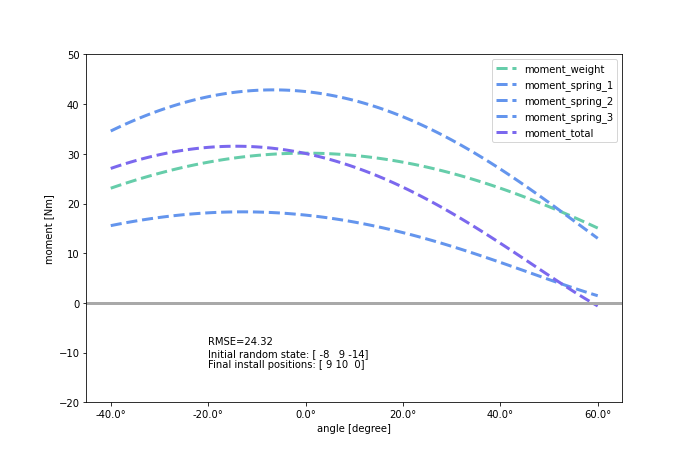 50
40
30
20
10
0
−10
−20
moment [Nm]
moment_weight
moment_spring_1
moment_spring_2
moment_spring_3
moment_total
RMSE=24.32
Initial random state: [ -8   9 -14]
Final install positions: [ 9 10  0]
-40.0° -20.0° 0.0° 20.0° 40.0° 60.0°
angle [degree]